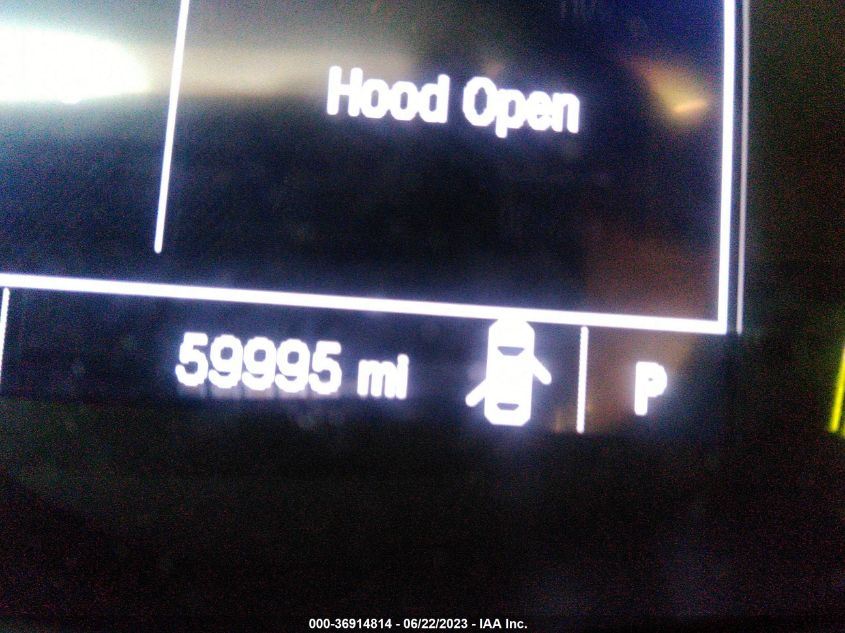 Hood Open
59995 mi
P
000-36914814 - 06/22/2023 - IAA Inc.